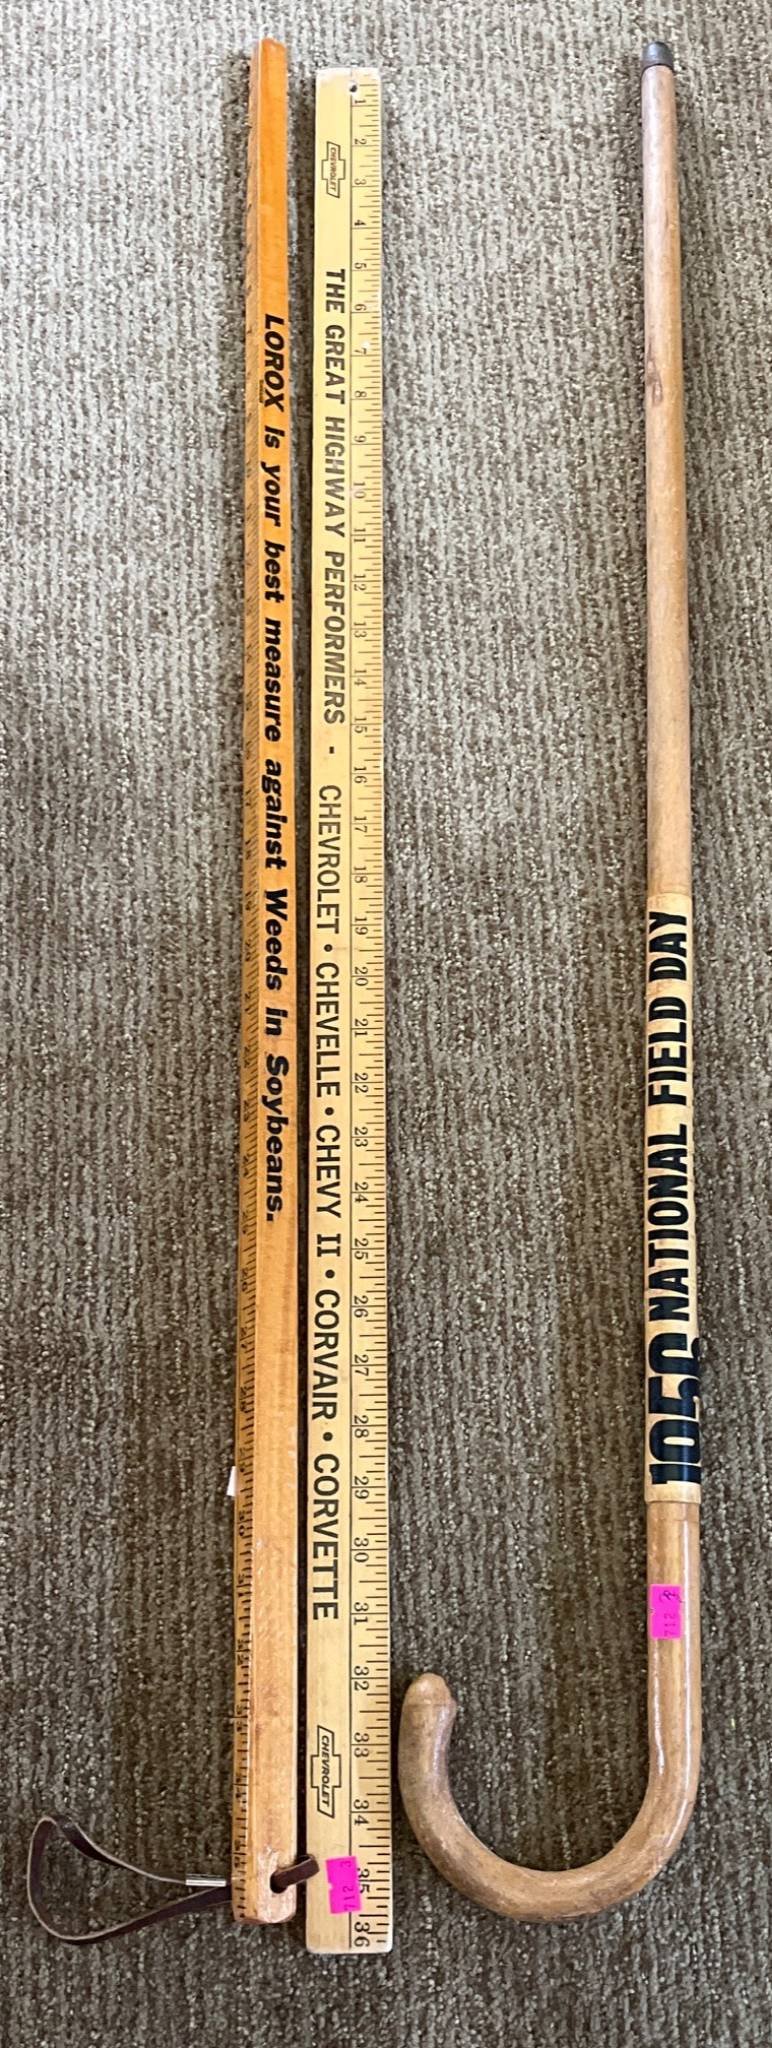 LOROX is your best measure against Weeds in Soybeans.
CHEVROLET
THE GREAT HIGHWAY PERFORMERS - CHEVROLET • CHEVELLE • CHEVY II • CORVAIR • CORVETTE
CHEVROLET
1 2 3 4 5 6 7 8 9 10 11 12 13 14 15 16 17 18 19 20 21 22 23 24 25 26 27 28 29 30 31 32 33 34 35 36
212
NATIONAL FIELD DAY
212